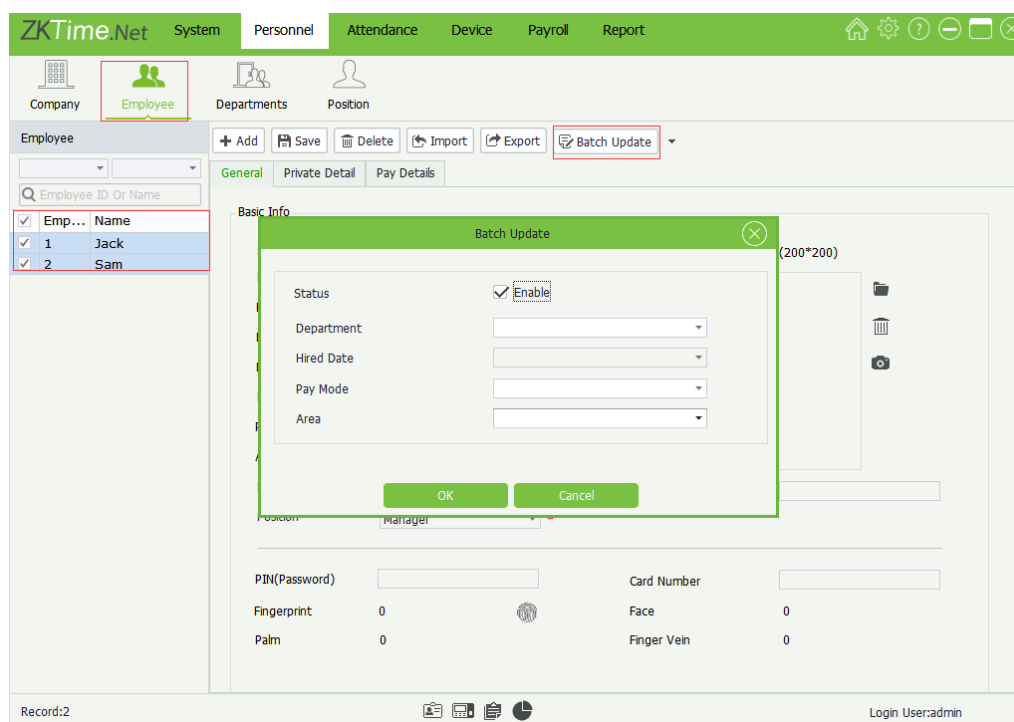 ZKTime.Net System Personnel Attendance Device Payroll Report
Company Employee Departments Position
Employee
Add Save Delete Import Export Batch Update
General Private Detail Pay Details
Employee ID Or Name
Basic Info
Emp... Name
1 Jack
2 Sam
Batch Update
(200*200)
Status Enable
Department
Hired Date
Pay Mode
Area
OK Cancel
Position Manager *
PIN(Password) Card Number
Fingerprint 0 Face 0
Palm 0 Finger Vein 0
Record:2 Login User:admin